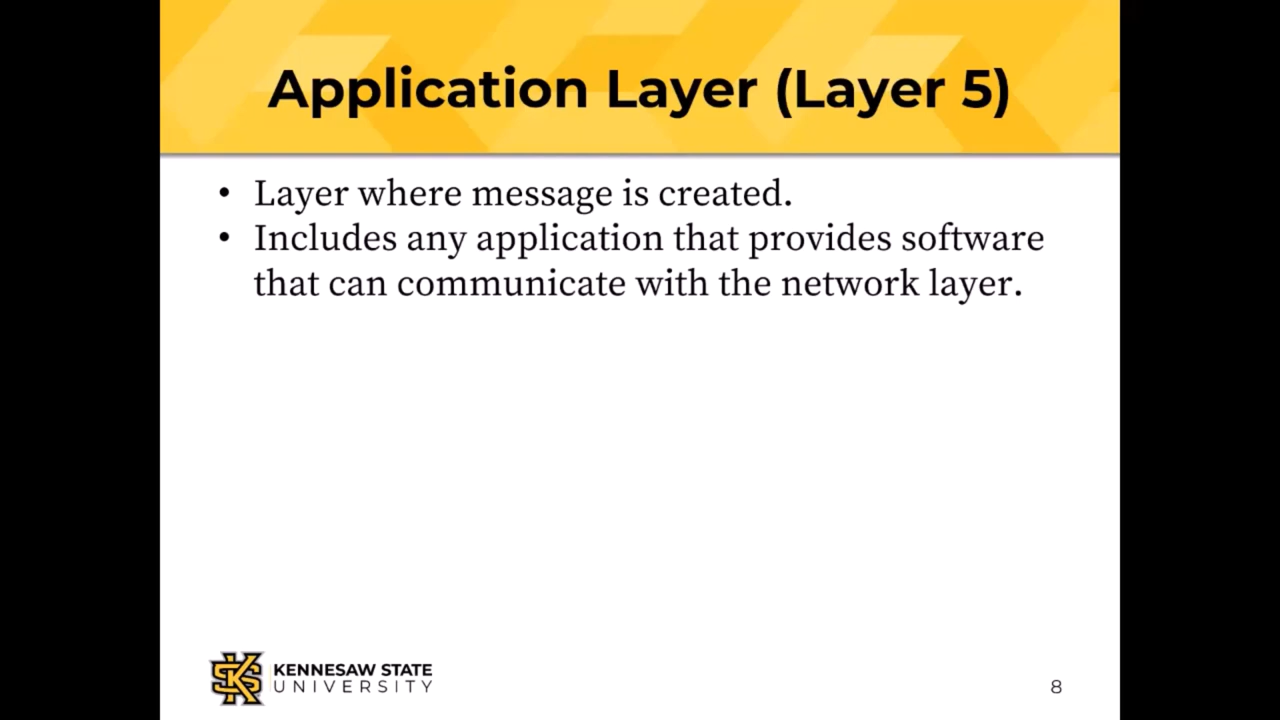 Application Layer (Layer 5)
• Layer where message is created.
• Includes any application that provides software
that can communicate with the network layer.
KENNESAW STATE
UNIVERSITY
8